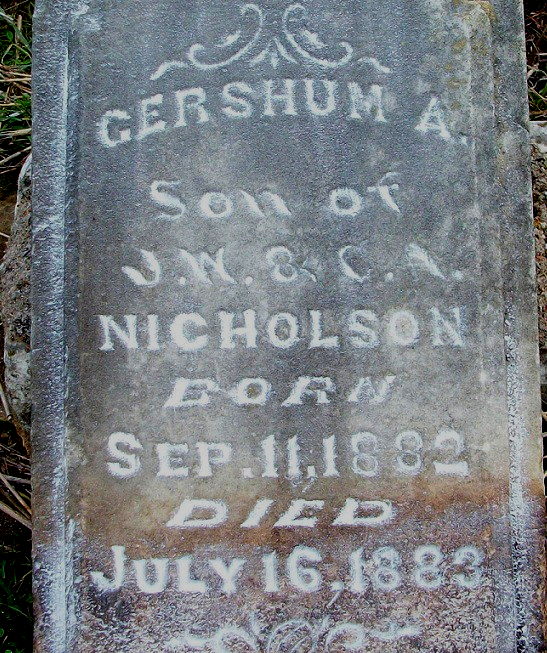 GERSHUM A.
Son of
J.W. & C.A.
NICHOLSON
BORN
SEP. 11, 1882
DIED
JULY 16, 1883